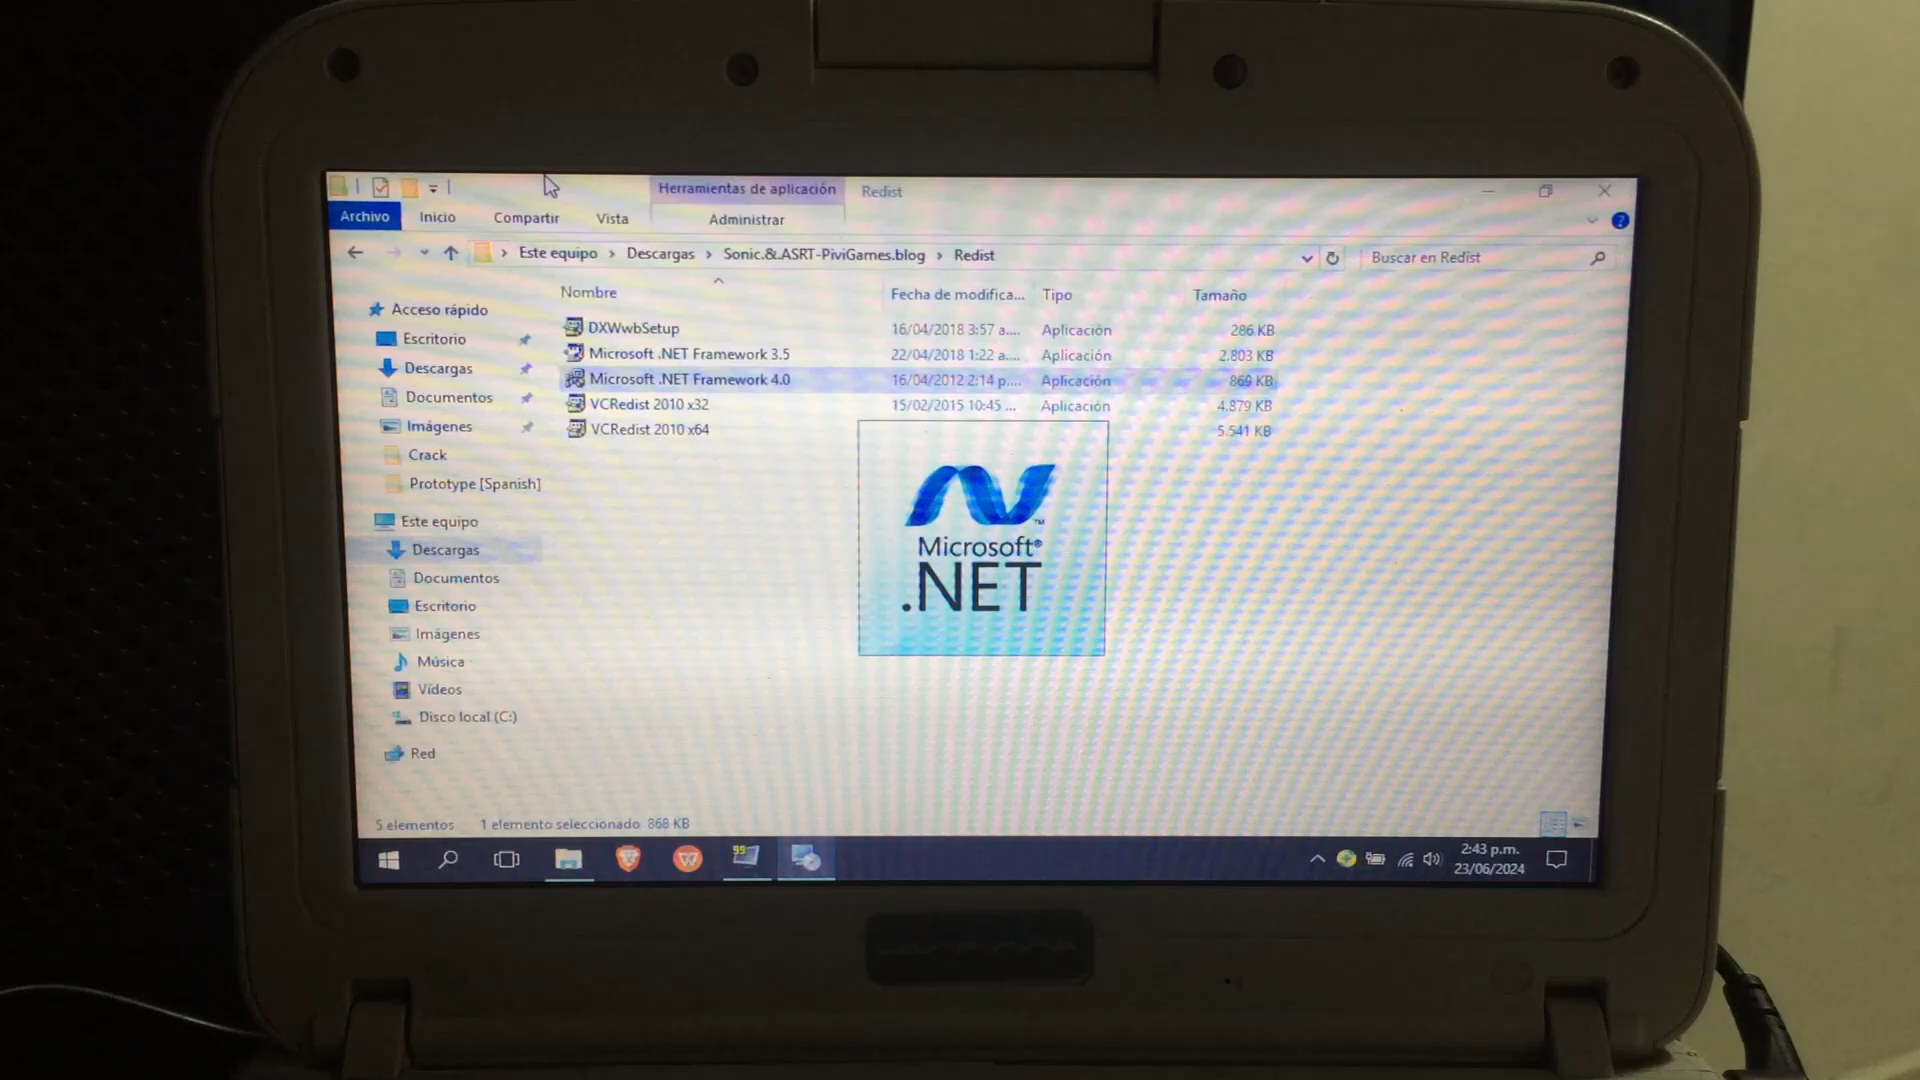 Herramientas de aplicación
Redist
Archivo
Inicio
Compartir
Vista
Administrar
Este equipo
Descargas
Sonic.&.ASRT-PiviGames.blog
Redist
Buscar en Redist
Nombre
Fecha de modifica...
Tipo
Tamaño
DXWwbSetup 16/04/2018 3:57 a.... Aplicación 286 KB
Microsoft .NET Framework 3.5 22/04/2018 1:22 a.... Aplicación 2.803 KB
Microsoft .NET Framework 4.0 16/04/2012 2:14 p.... Aplicación 869 KB
VCRedist 2010 x32 15/02/2015 10:45 ... Aplicación 4.879 KB
VCRedist 2010 x64 5.541 KB
Acceso rápido
Escritorio
Descargas
Documentos
Imágenes
Crack
Prototype [Spanish]
Este equipo
Descargas
Documentos
Escritorio
Imágenes
Música
Vídeos
Disco local (C:)
Red
Microsoft®
.NET
TM
5 elementos
1 elemento seleccionado 868 KB
99
2:43 p.m.
23/06/2024